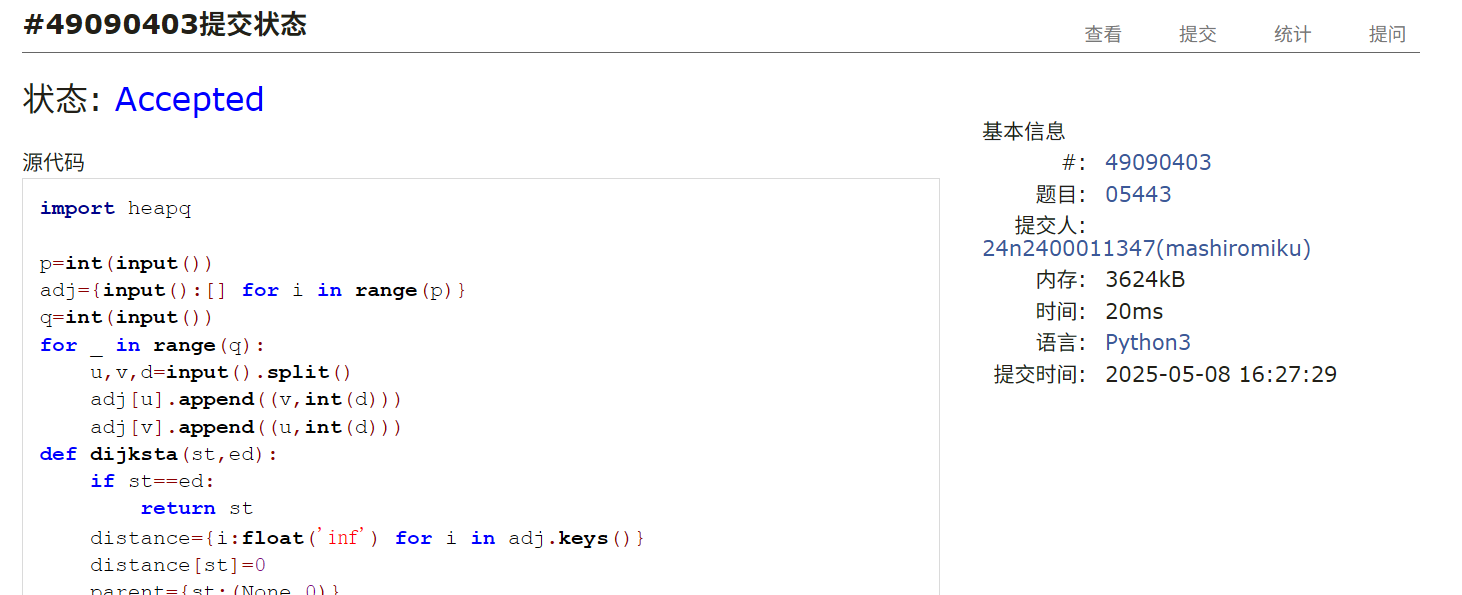 #49090403提交状态
查看 提交 统计 提问
状态: Accepted
源代码
import heapq
p=int(input())
adj={input():[] for i in range(p)}
q=int(input())
for _ in range(q):
    u,v,d=input().split()
    adj[u].append((v,int(d)))
    adj[v].append((u,int(d)))
def dijksta(st,ed):
    if st==ed:
        return st
    distance={i:float('inf') for i in adj.keys()}
    distance[st]=0
    parent={st:(None,0)}
基本信息
#: 49090403
题目: 05443
提交人:
24n2400011347(mashiromiku)
内存: 3624kB
时间: 20ms
语言: Python3
提交时间: 2025-05-08 16:27:29